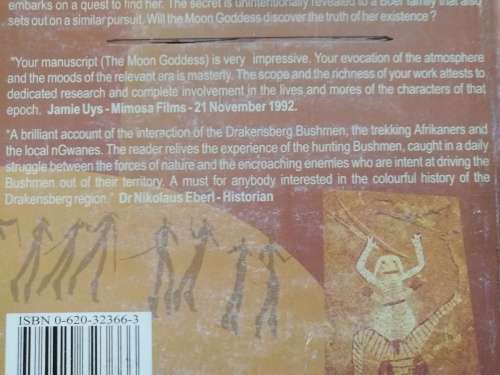 embarks on a quest to find her. The secret is unintentionally revealed to a Boer family that also
sets out on a similar pursuit. Will the Moon Goddess discover the truth of her existence ?
"Your manuscript (The Moon Goddess) is very impressive. Your evocation of the atmosphere
and the moods of the relevant era is masterly. The scope and the richness of your work attests to
dedicated research and complete involvement in the lives and mores of the characters of that
epoch. Jamie Uys - Mimosa Films - 21 November 1992.
"A brilliant account of the interaction of the Drakensberg Bushmen, the trekking Afrikaners and
the local nGwanes. The reader relives the experience of the hunting Bushmen, caught in a daily
struggle between the forces of nature and the encroaching enemies who are intent at driving the
Bushmen out of their territory. A must for anybody interested in the colourful history of the
Drakensberg region." Dr Nikolaus Eberl - Historian
ISBN 0-620-32366-3